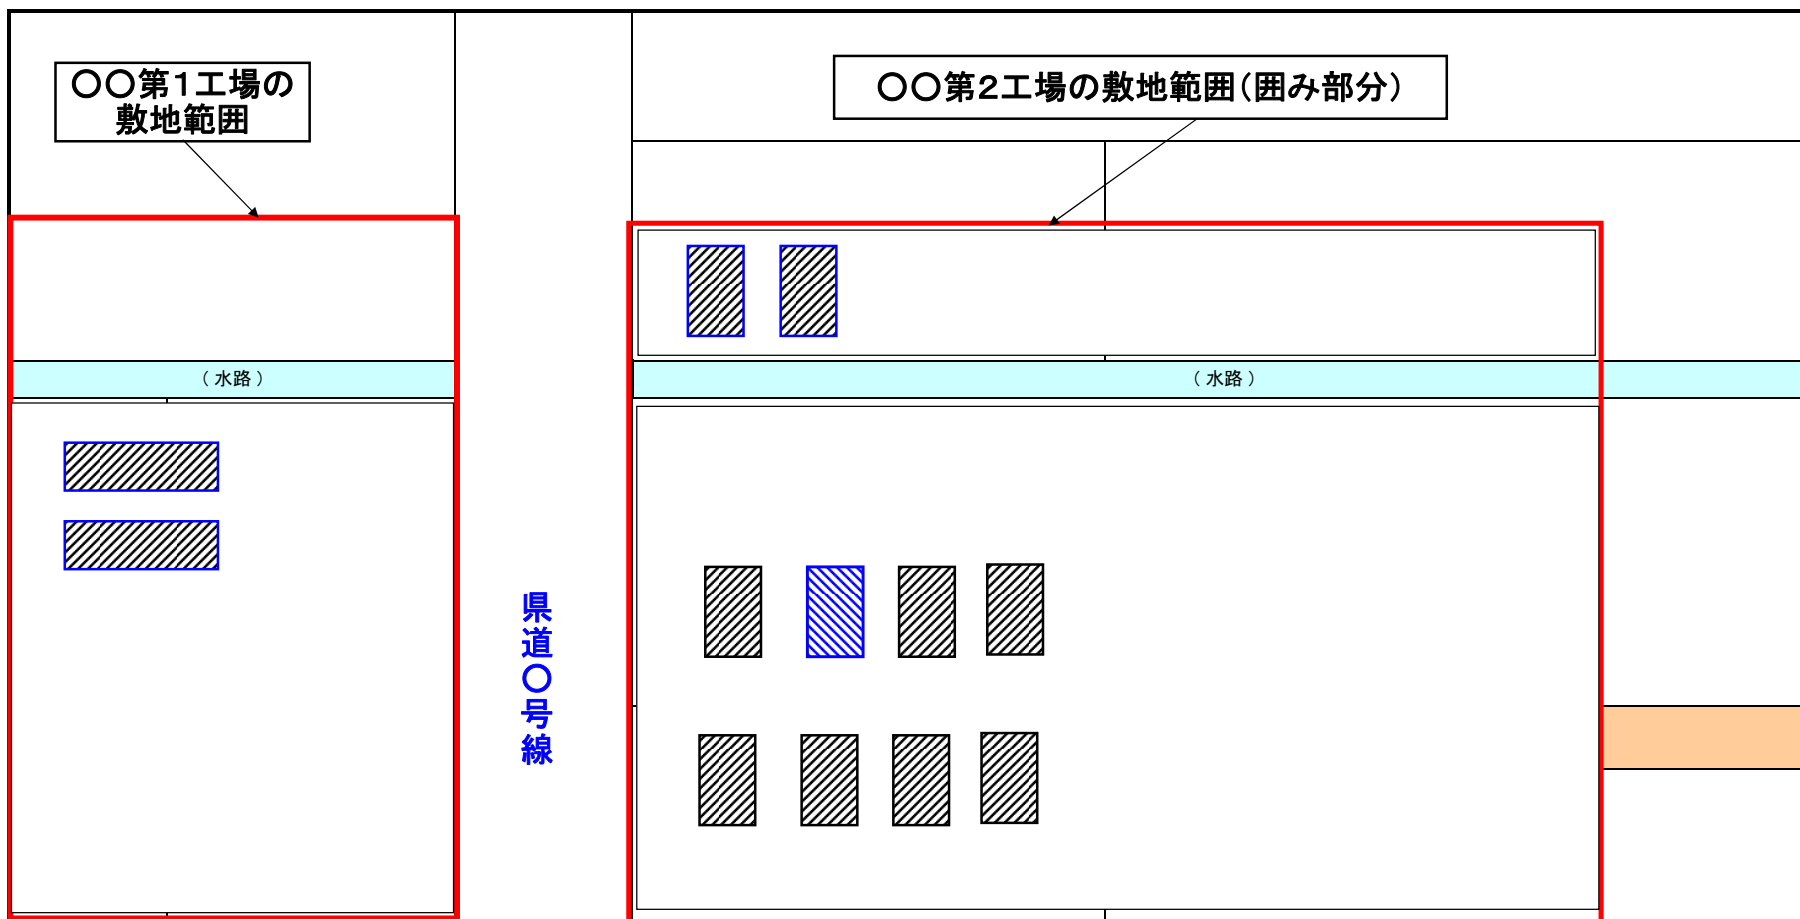 〇〇第1工場の
敷地範囲
〇〇第2工場の敷地範囲(囲み部分)
(水路)
(水路)
県道〇号線